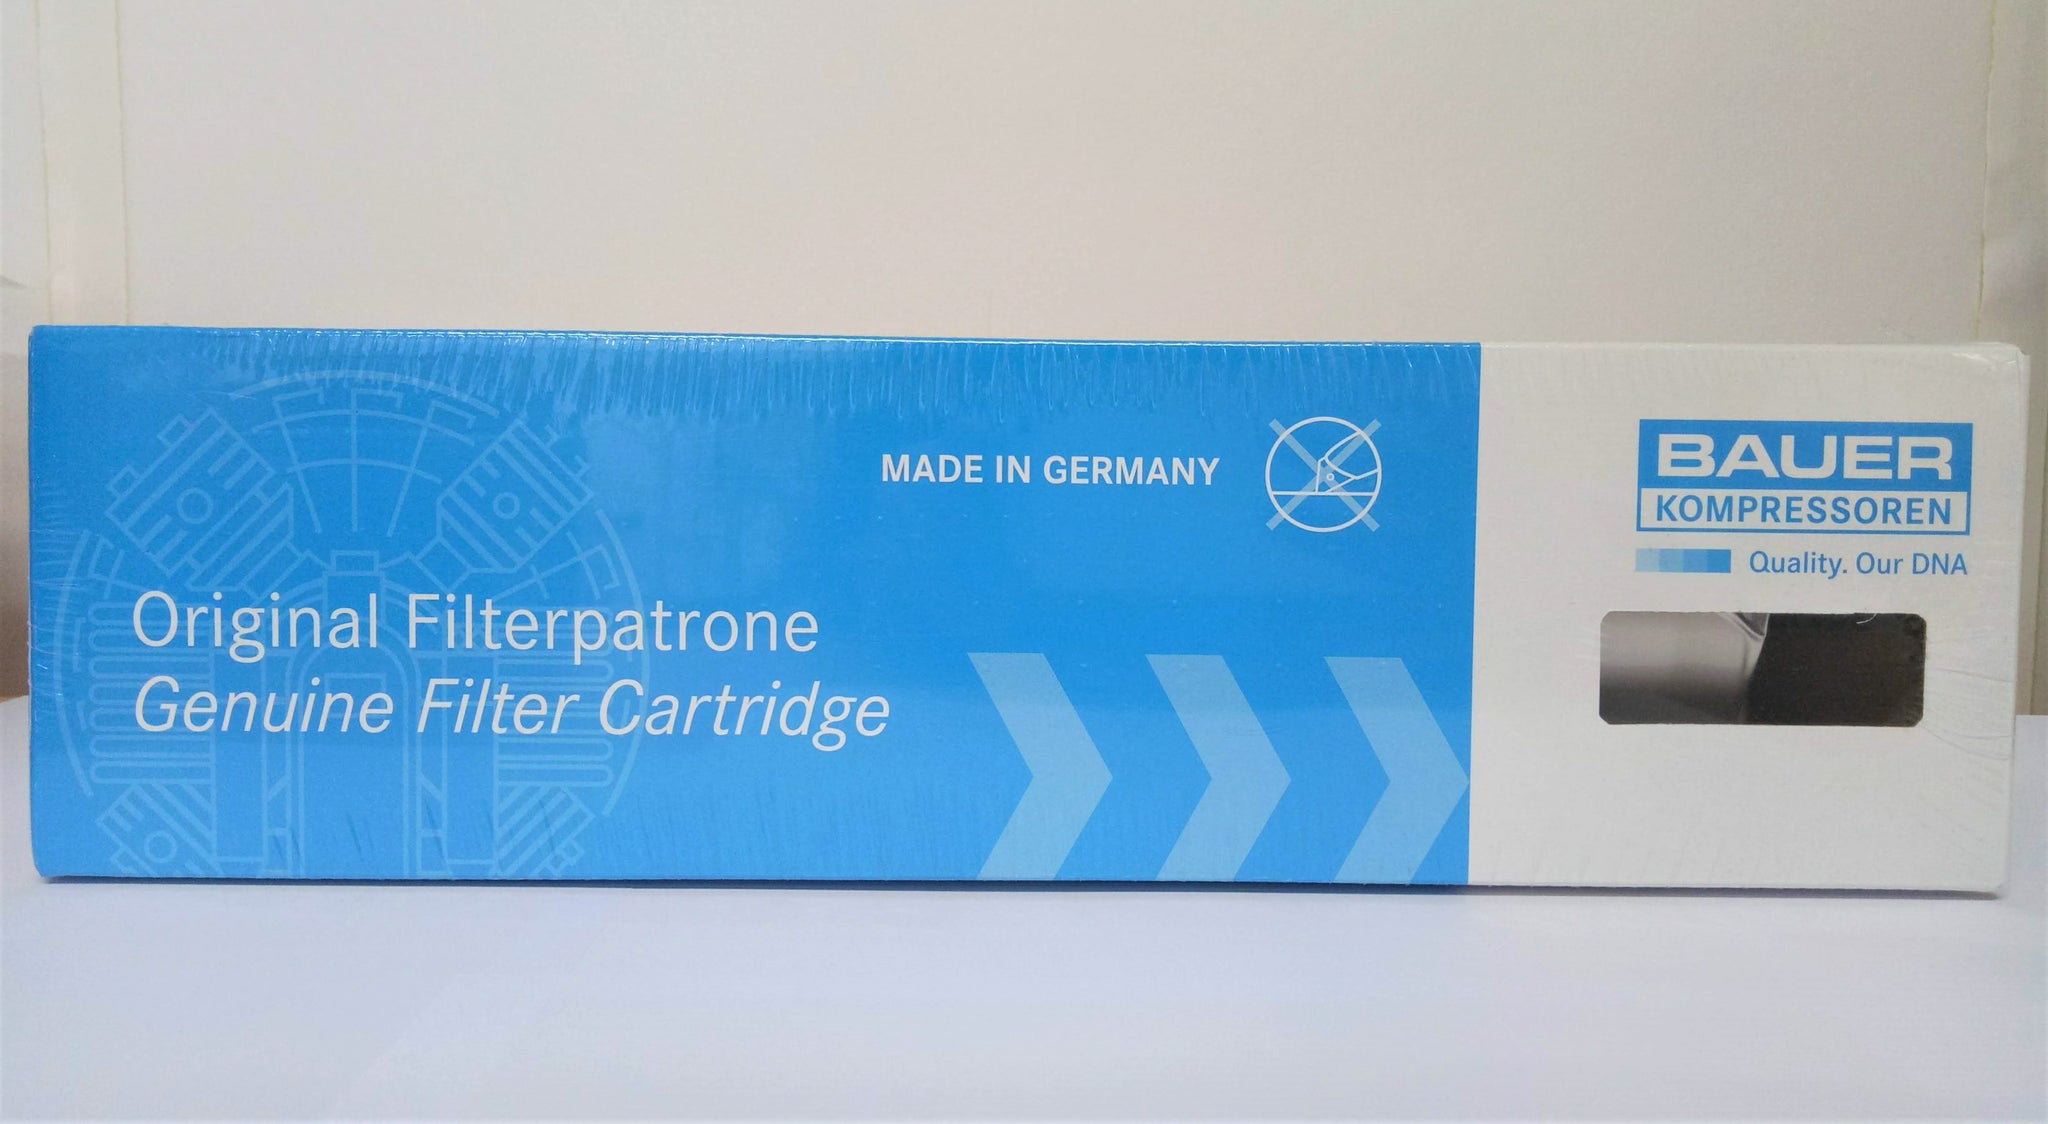 MADE IN GERMANY
Original Filterpatrone
Genuine Filter Cartridge
BAUER
KOMPRESSOREN
Quality. Our DNA